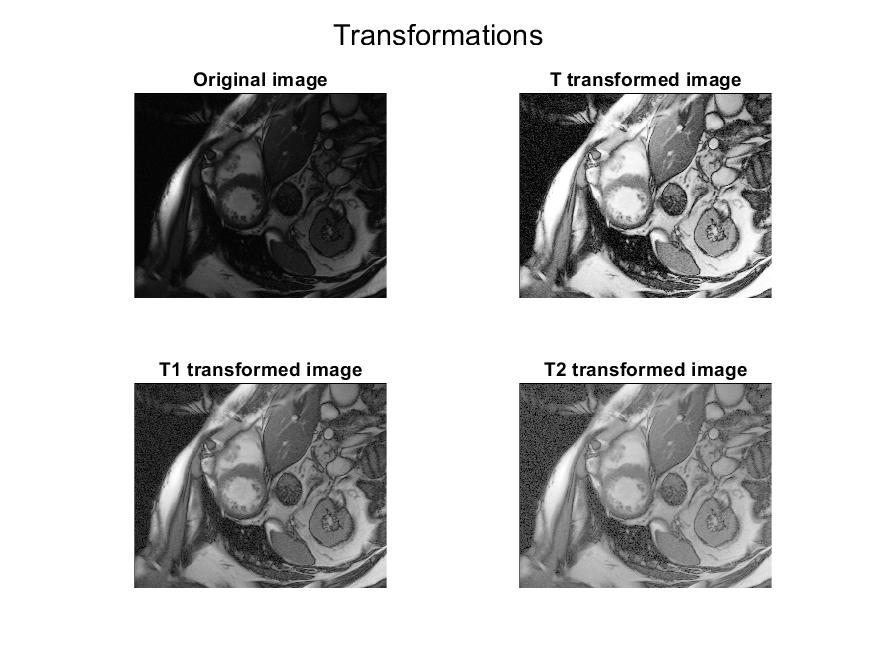 Transformations
Original image
T transformed image
T1 transformed image
T2 transformed image